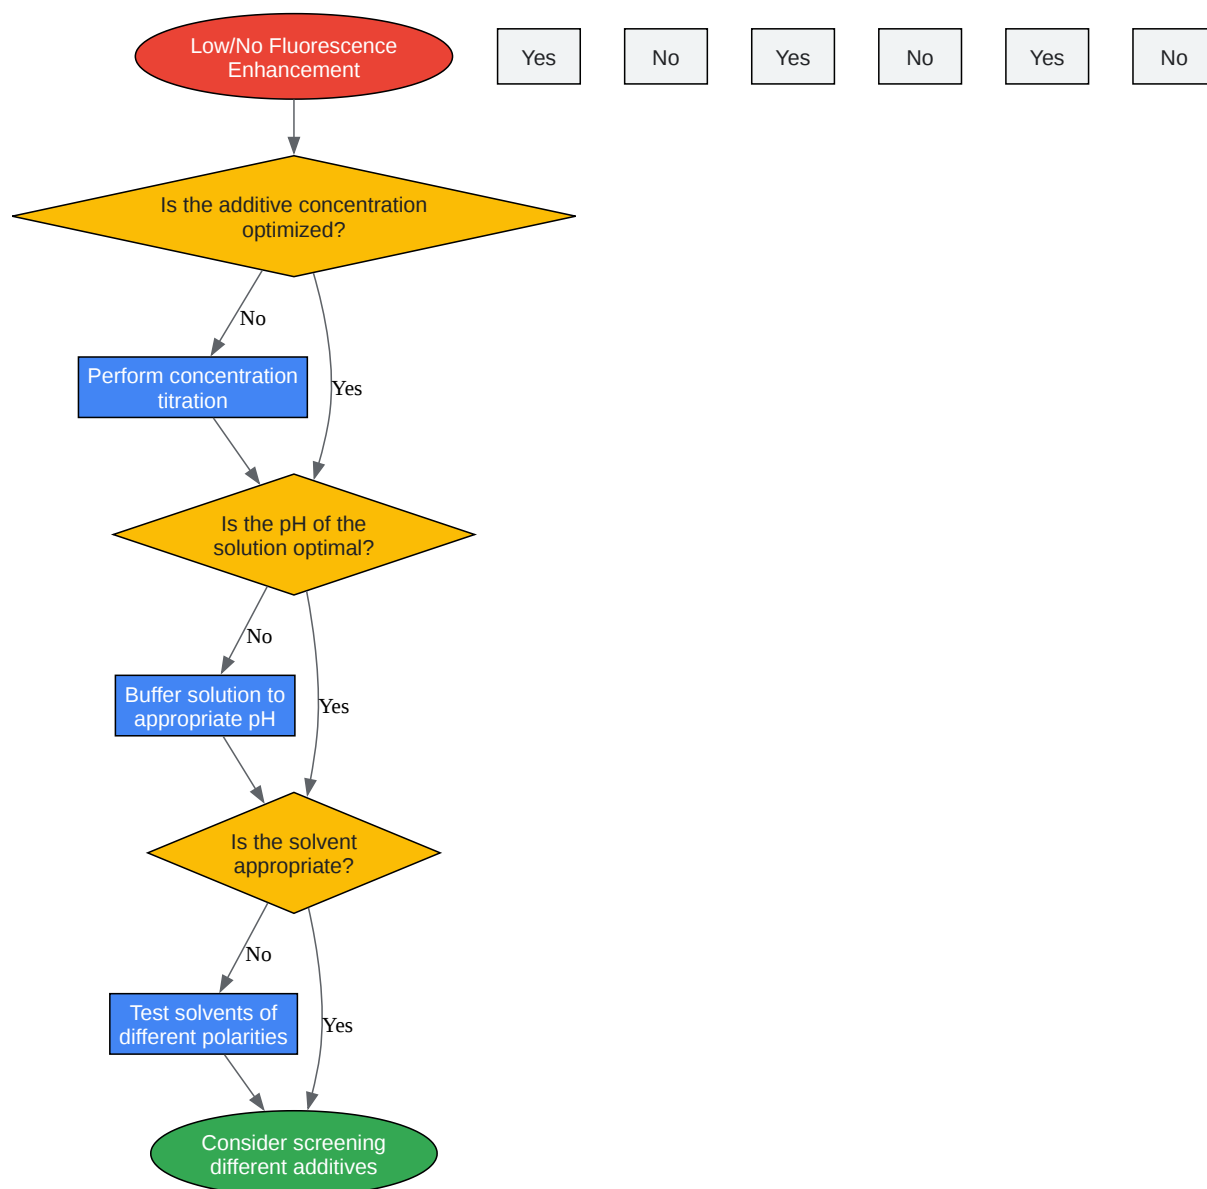 Low/No Fluorescence
Enhancement
Yes
No
Yes
No
Yes
No
Is the additive concentration
optimized?
No
Yes
Perform concentration
titration
Is the pH of the
solution optimal?
No
Yes
Buffer solution to
appropriate pH
Is the solvent
appropriate?
No
Yes
Test solvents of
different polarities
Consider screening
different additives